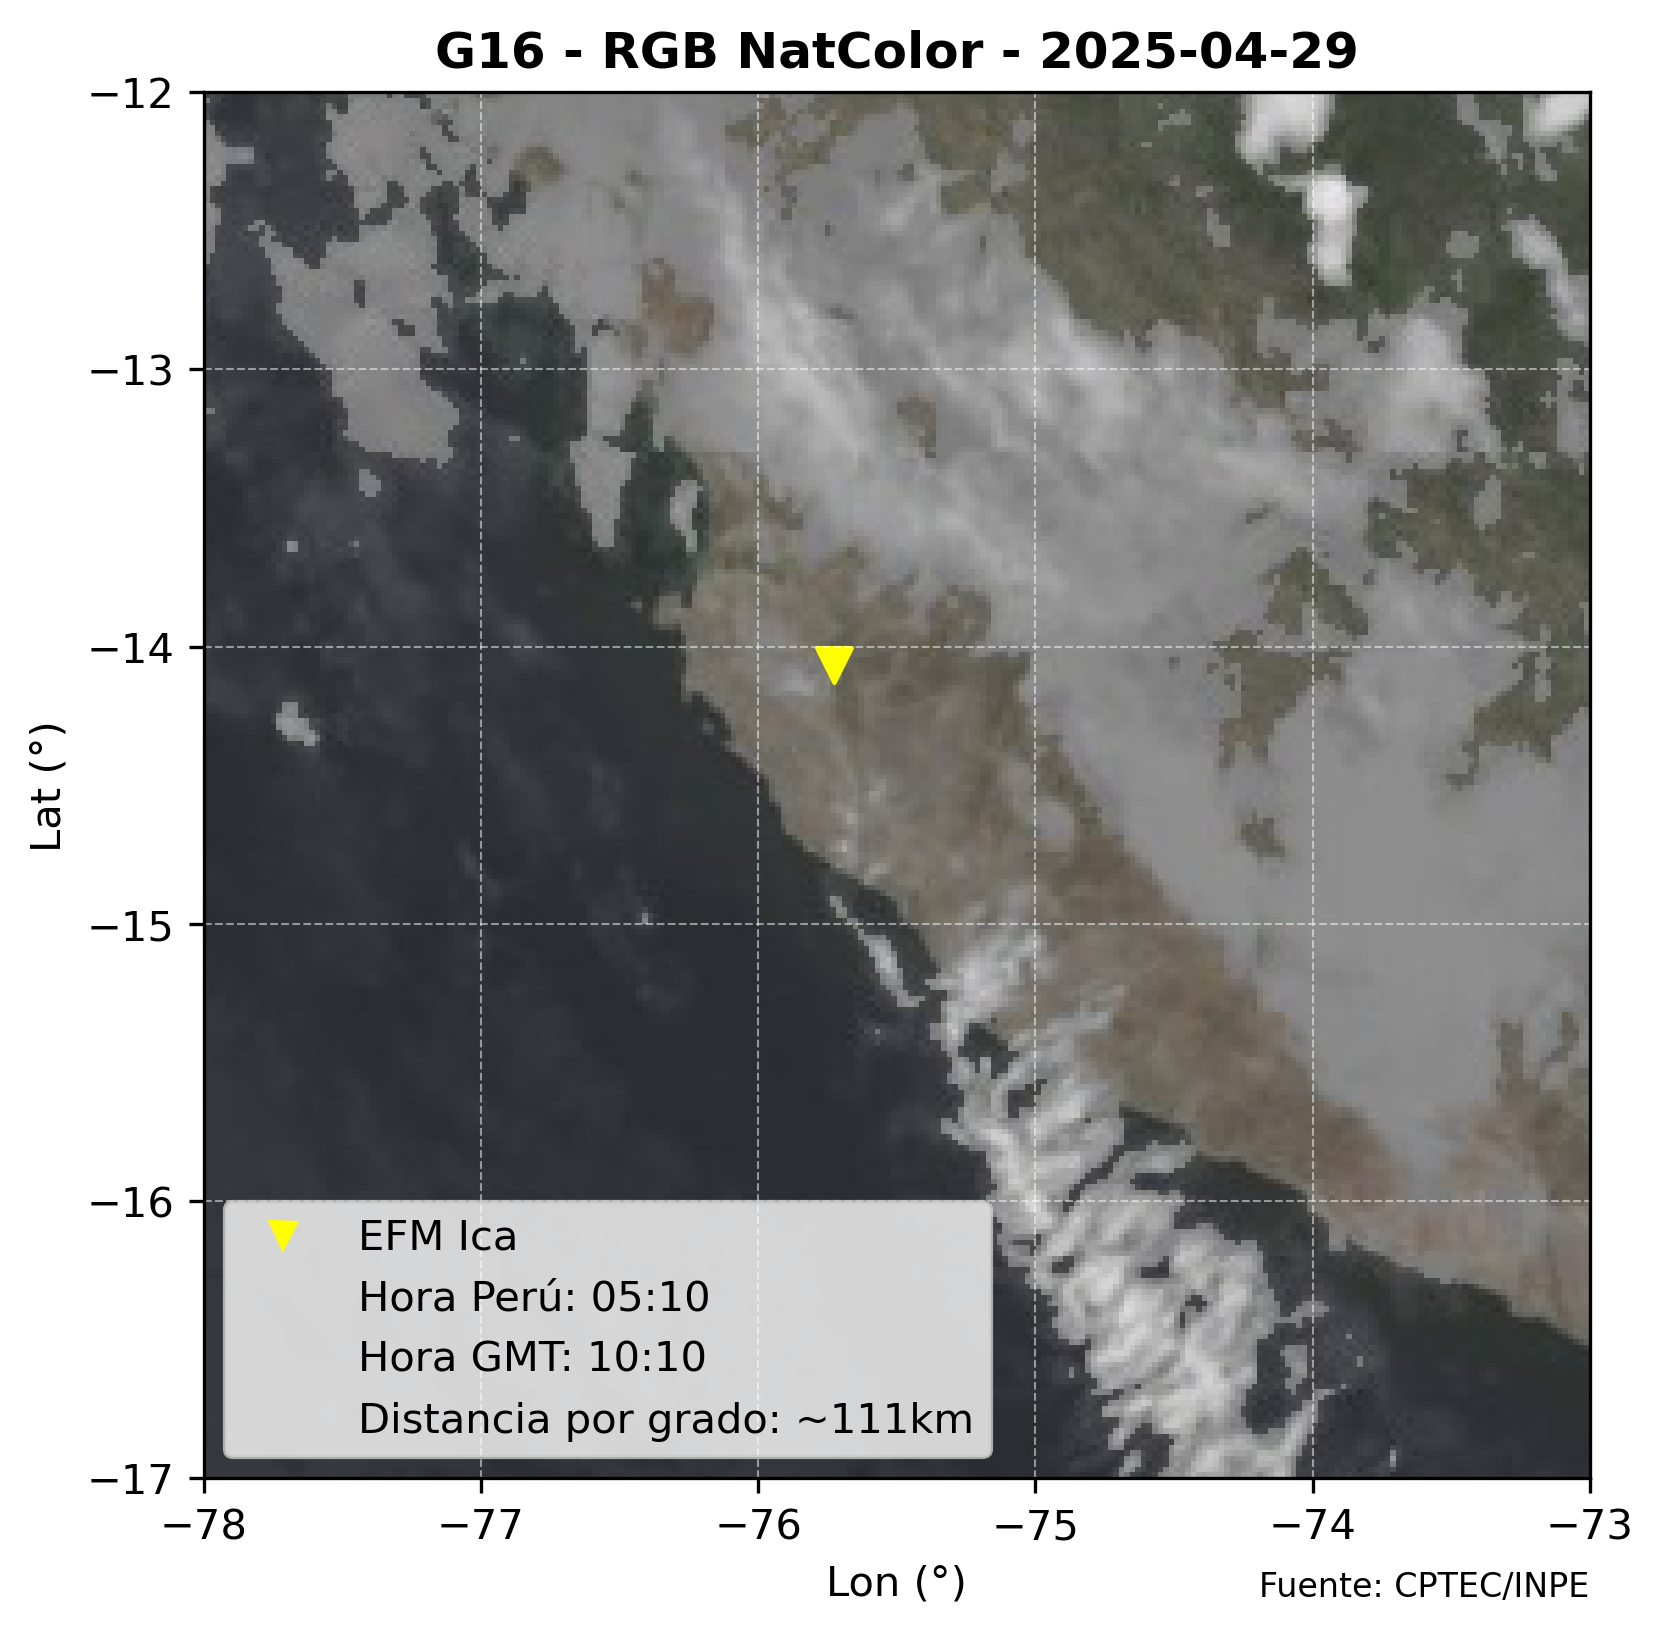 G16 - RGB NatColor - 2025-04-29
−12
−13
−14
−15
−16
−17
Lat (°)
EFM Ica
Hora Perú: 05:10
Hora GMT: 10:10
Distancia por grado: ~111km
−78 −77 −76 −75 −74 −73
Lon (°)
Fuente: CPTEC/INPE